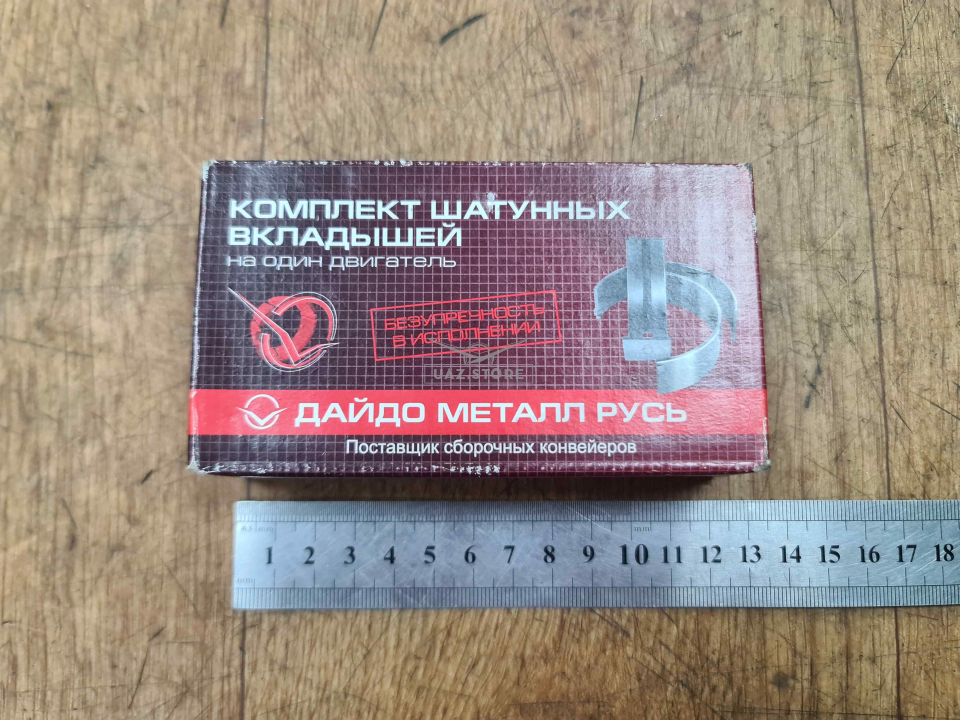 КОМПЛЕКТ ШАТУННЫХ
ВКЛАДЫШЕЙ
на один двигатель
БЕЗУПРЕЧНОСТЬ
В ИСПОЛНЕНИИ
UAZ.STORE
ДАЙДО МЕТАЛЛ РУСЬ
Поставщик сборочных конвейеров
1 2 3 4 5 6 7 8 9 10 11 12 13 14 15 16 17 18